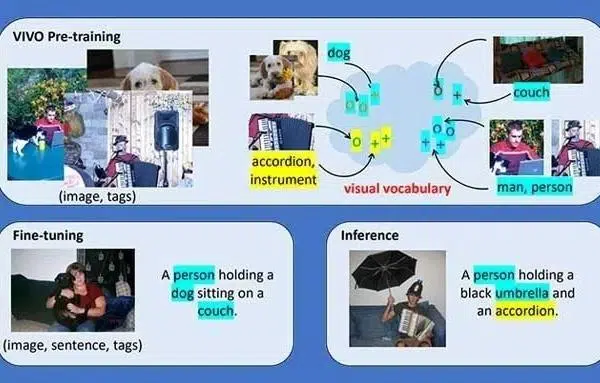 VIVO Pre-training
(image, tags)
dog
accordion,
instrument
visual vocabulary
couch
man, person
Fine-tuning
(image, sentence, tags)
A person holding a
dog sitting on a
couch.
Inference
A person holding a
black umbrella and
an accordion.